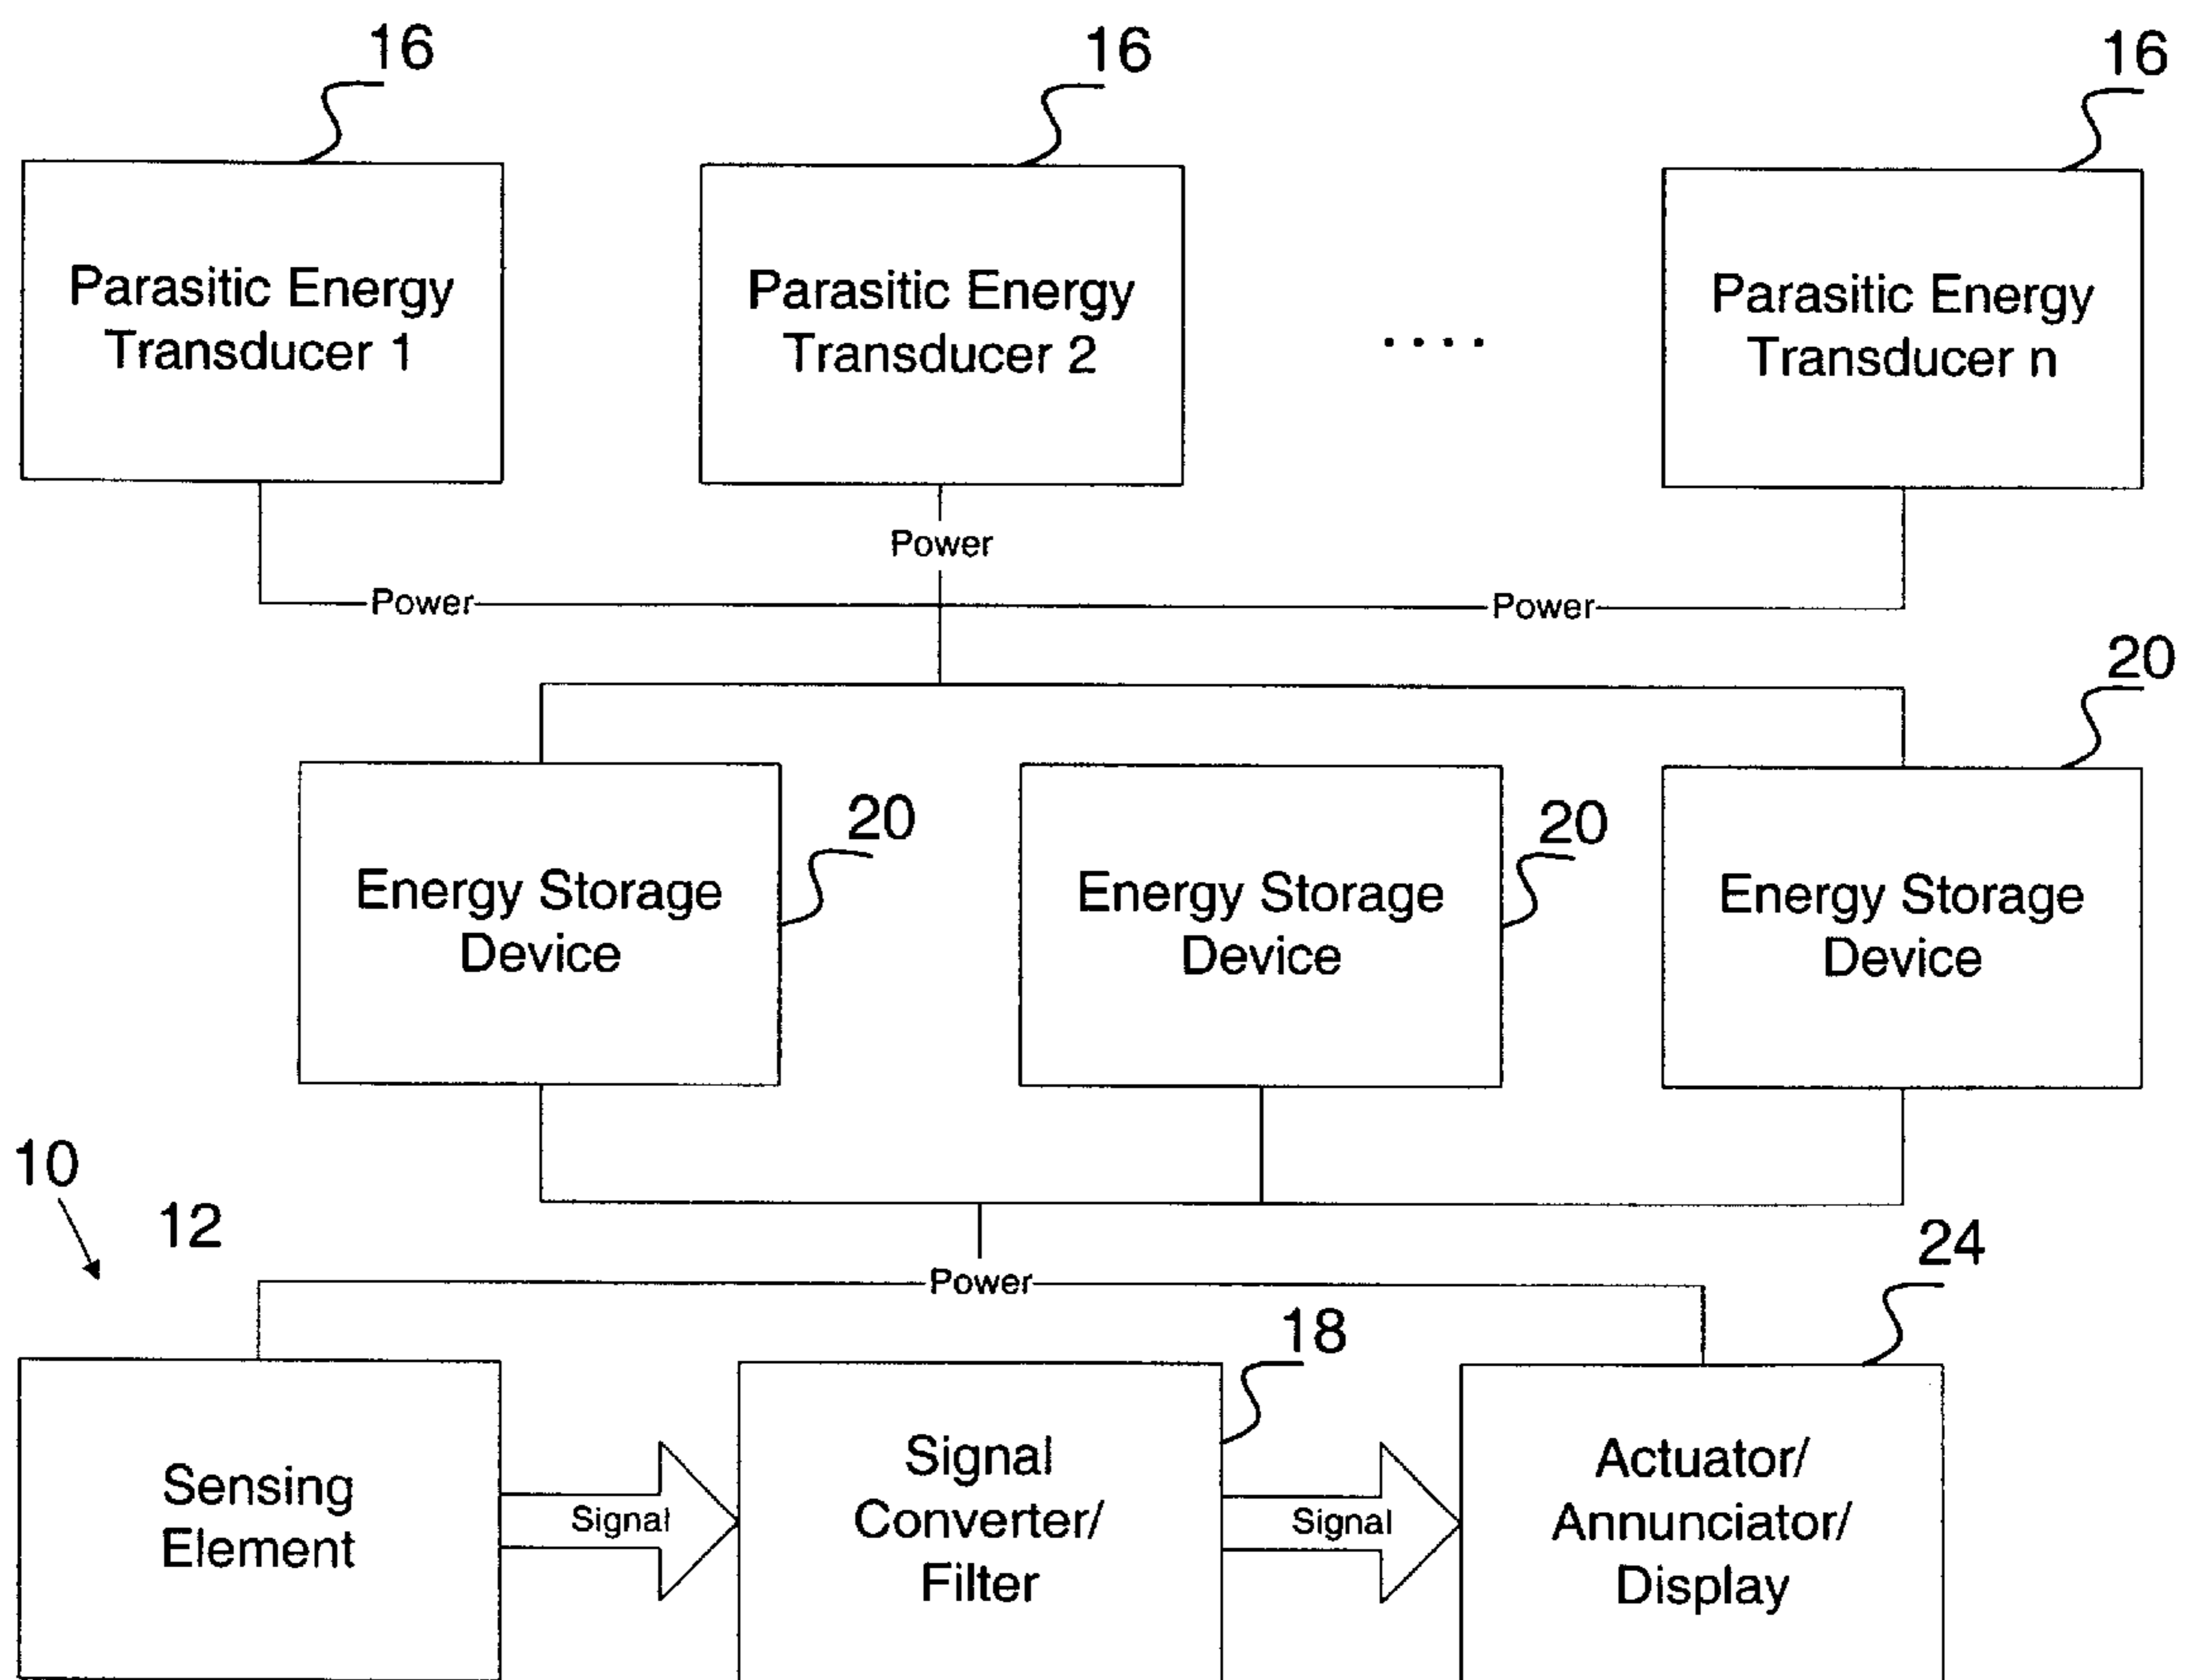 16
16
16
Parasitic Energy
Transducer 1
Parasitic Energy
Transducer 2
....
Parasitic Energy
Transducer n
Power
Power
Power
20
20
20
Energy Storage
Device
Energy Storage
Device
Energy Storage
Device
10
12
24
Power
18
Sensing
Element
Signal
Signal
Converter/
Filter
Signal
Actuator/
Annunciator/
Display